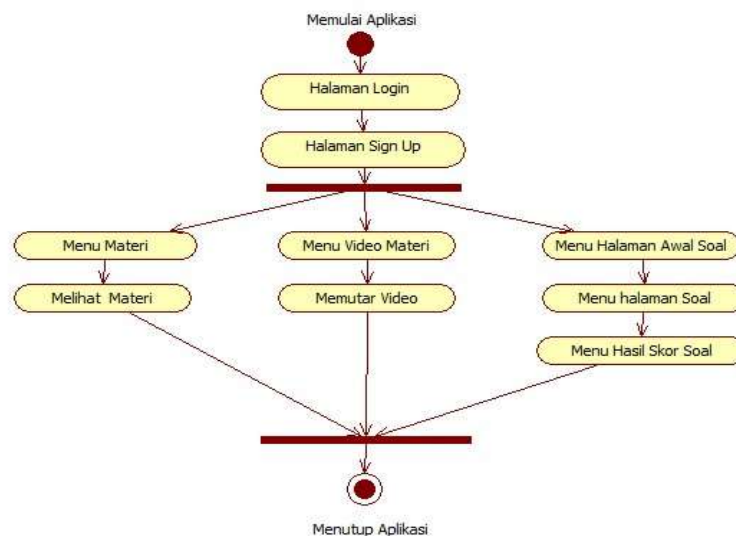 Memulai Aplikasi
Halaman Login
Halaman Sign Up
Menu Materi
Menu Video Materi
Menu Halaman Awal Soal
Melihat Materi
Memutar Video
Menu halaman Soal
Menu Hasil Skor Soal
Menutup Aplikasi